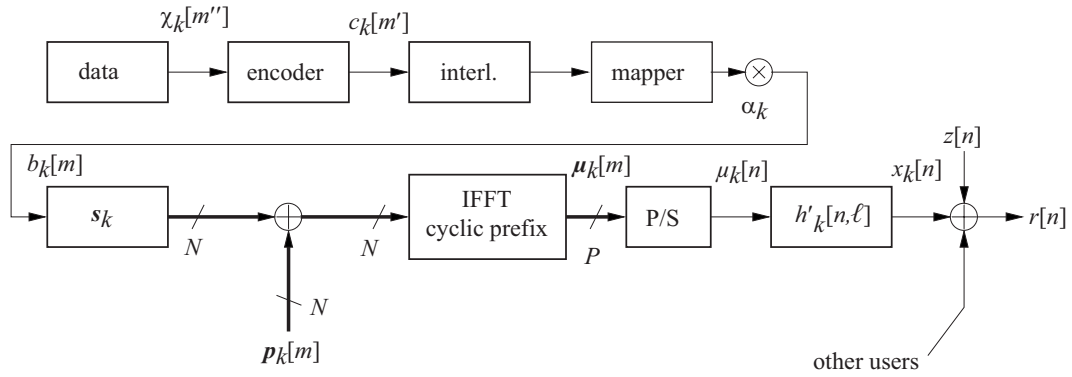 χk[m'']
ck[m']
data
encoder
interl.
mapper
αk
bk[m]
sk
N
N
IFFT
cyclic prefix
μk[m]
P
P/S
μk[n]
h'k[n,ℓ]
xk[n]
z[n]
r[n]
N
pk[m]
other users